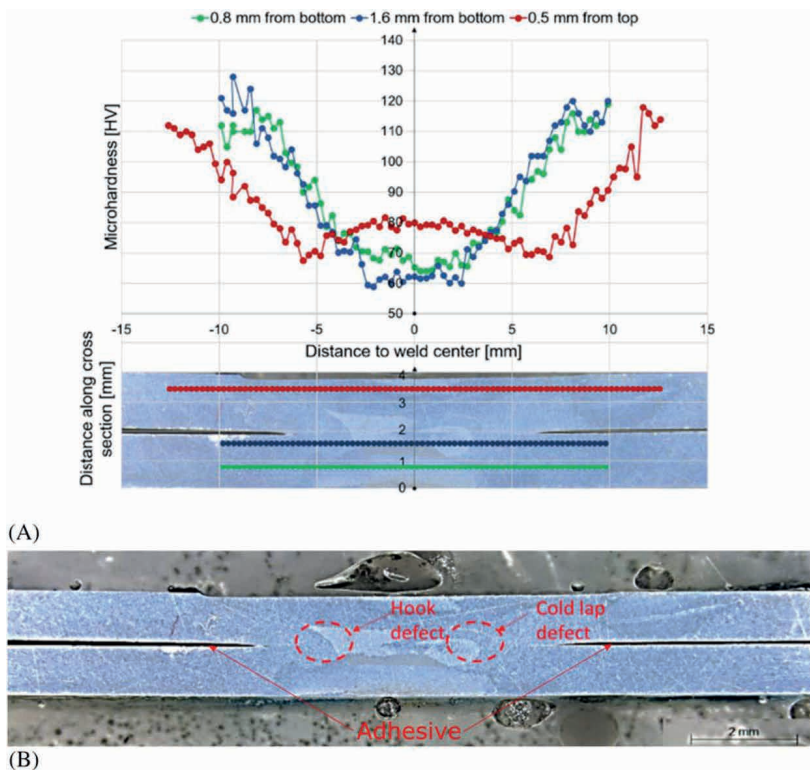 0.8 mm from bottom 1.6 mm from bottom 0.5 mm from top
140
130
120
110
100
90
80
70
60
50
Microhardness [HV]
-15 -10 -5 0 5 10 15
Distance to weld center [mm]
4
3
2
1
0
Distance along cross
section [mm]
(A)
Hook
defect
Cold lap
defect
Adhesive
2 mm
(B)